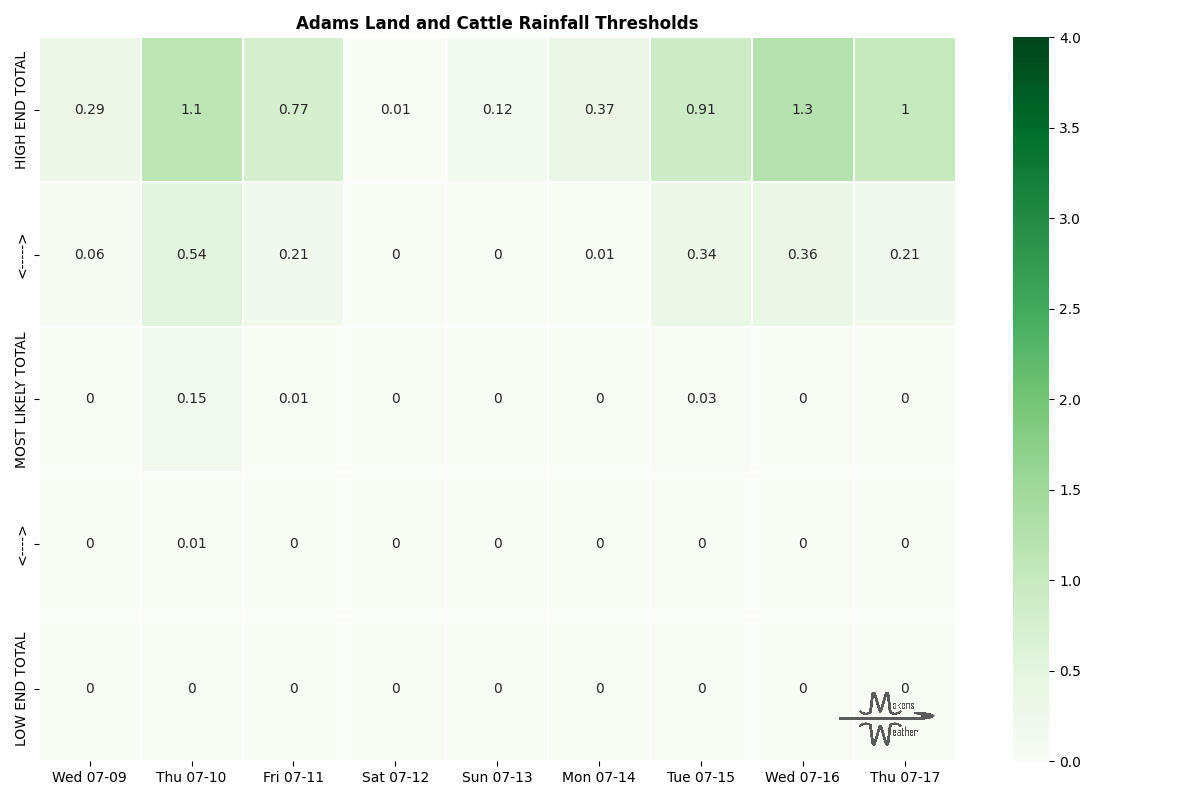 Adams Land and Cattle Rainfall Thresholds
HIGH END TOTAL
0.29 1.1 0.77 0.01 0.12 0.37 0.91 1.3 1
<----->
0.06 0.54 0.21 0 0 0.01 0.34 0.36 0.21
MOST LIKELY TOTAL
0 0.15 0.01 0 0 0 0.03 0 0
<---->
0 0.01 0 0 0 0 0 0 0
LOW END TOTAL
0 0 0 0 0 0 0 0 0
Makens
Weather
Wed 07-09 Thu 07-10 Fri 07-11 Sat 07-12 Sun 07-13 Mon 07-14 Tue 07-15 Wed 07-16 Thu 07-17
4.0
3.5
3.0
2.5
2.0
1.5
1.0
0.5
0.0